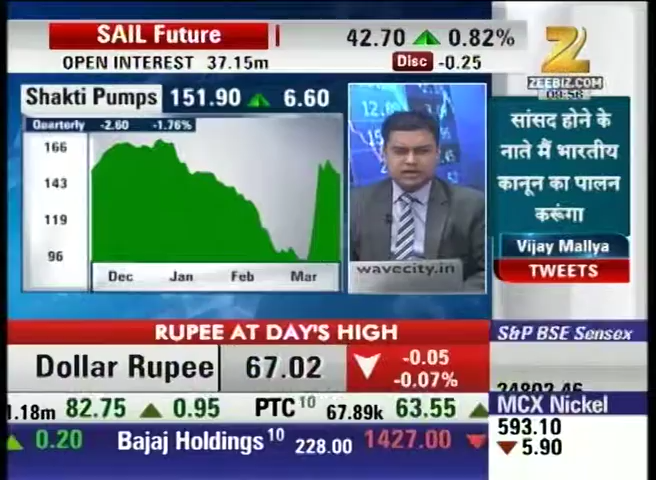 SAIL Future 42.70 0.82%
OPEN INTEREST 37.15m Disc -0.25
Z
ZEEBIZ.COM
Shakti Pumps 151.90 6.60
Quarterly -2.60 -1.76%
166
143
119
96
Dec Jan Feb Mar
wavecity.in
सांसद होने के
नाते मैं भारतीय
कानून का पालन
करूंगा
Vijay Mallya
TWEETS
RUPEE AT DAY'S HIGH
Dollar Rupee 67.02 -0.05
-0.07%
S&P BSE Sensex
24802.46
1.18m 82.75 0.95 PTC 10 67.89k 63.55
MCX Nickel
593.10
5.90
0.20 Bajaj Holdings 10 228.00 1427.00